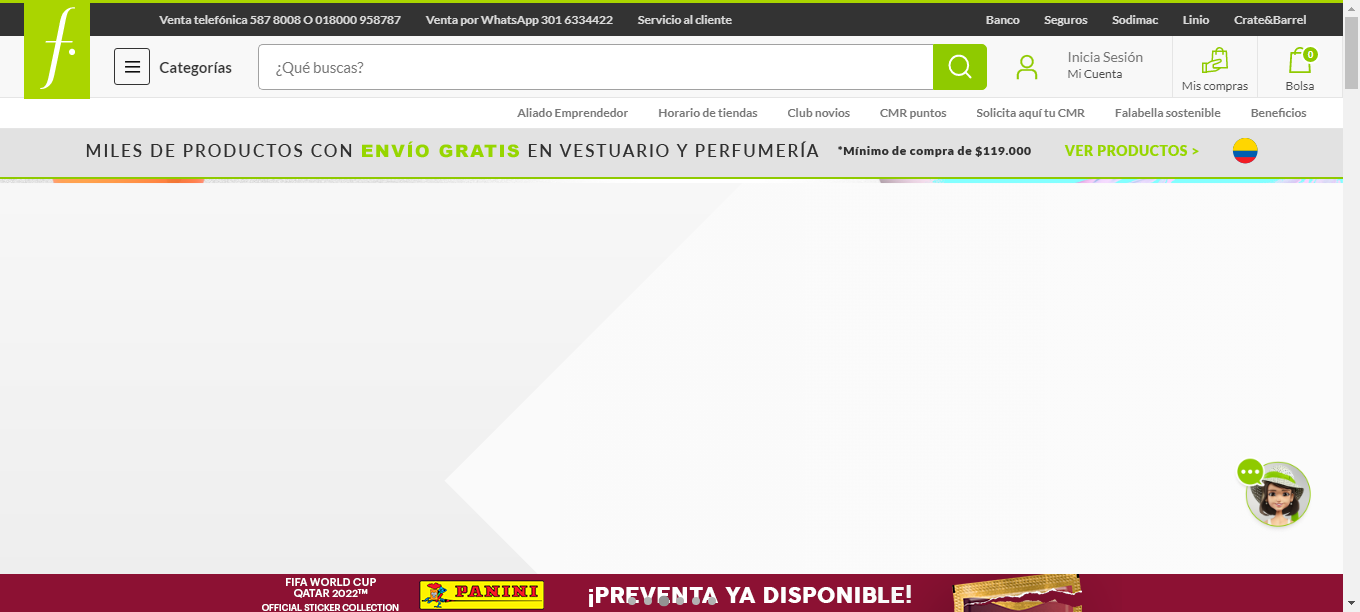 Venta telefónica 587 8008 O 018000 958787 Venta por WhatsApp 301 6334422 Servicio al cliente Banco Seguros Sodimac Linio Crate&Barrel
f.
Categorías
¿Qué buscas?
Inicia Sesión
Mi Cuenta
Mis compras
0
Bolsa
Aliado Emprendedor Horario de tiendas Club novios CMR puntos Solicita aquí tu CMR Falabella sostenible Beneficios
MILES DE PRODUCTOS CON ENVÍO GRATIS EN VESTUARIO Y PERFUMERÍA *Mínimo de compra de $119.000 VER PRODUCTOS >
FIFA WORLD CUP
QATAR 2022™
OFFICIAL STICKER COLLECTION
PANINI
¡PREVENTA YA DISPONIBLE!